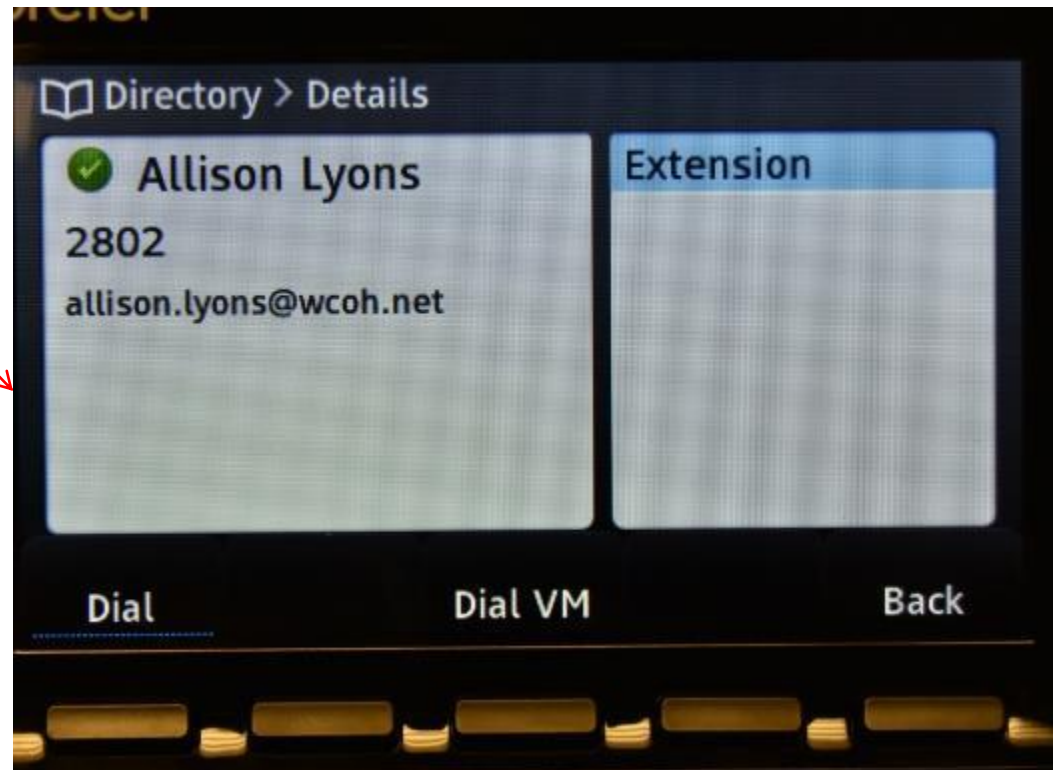 Directory > Details
Allison Lyons
2802
allison.lyons@wcoh.net
Extension
Dial
Dial VM
Back